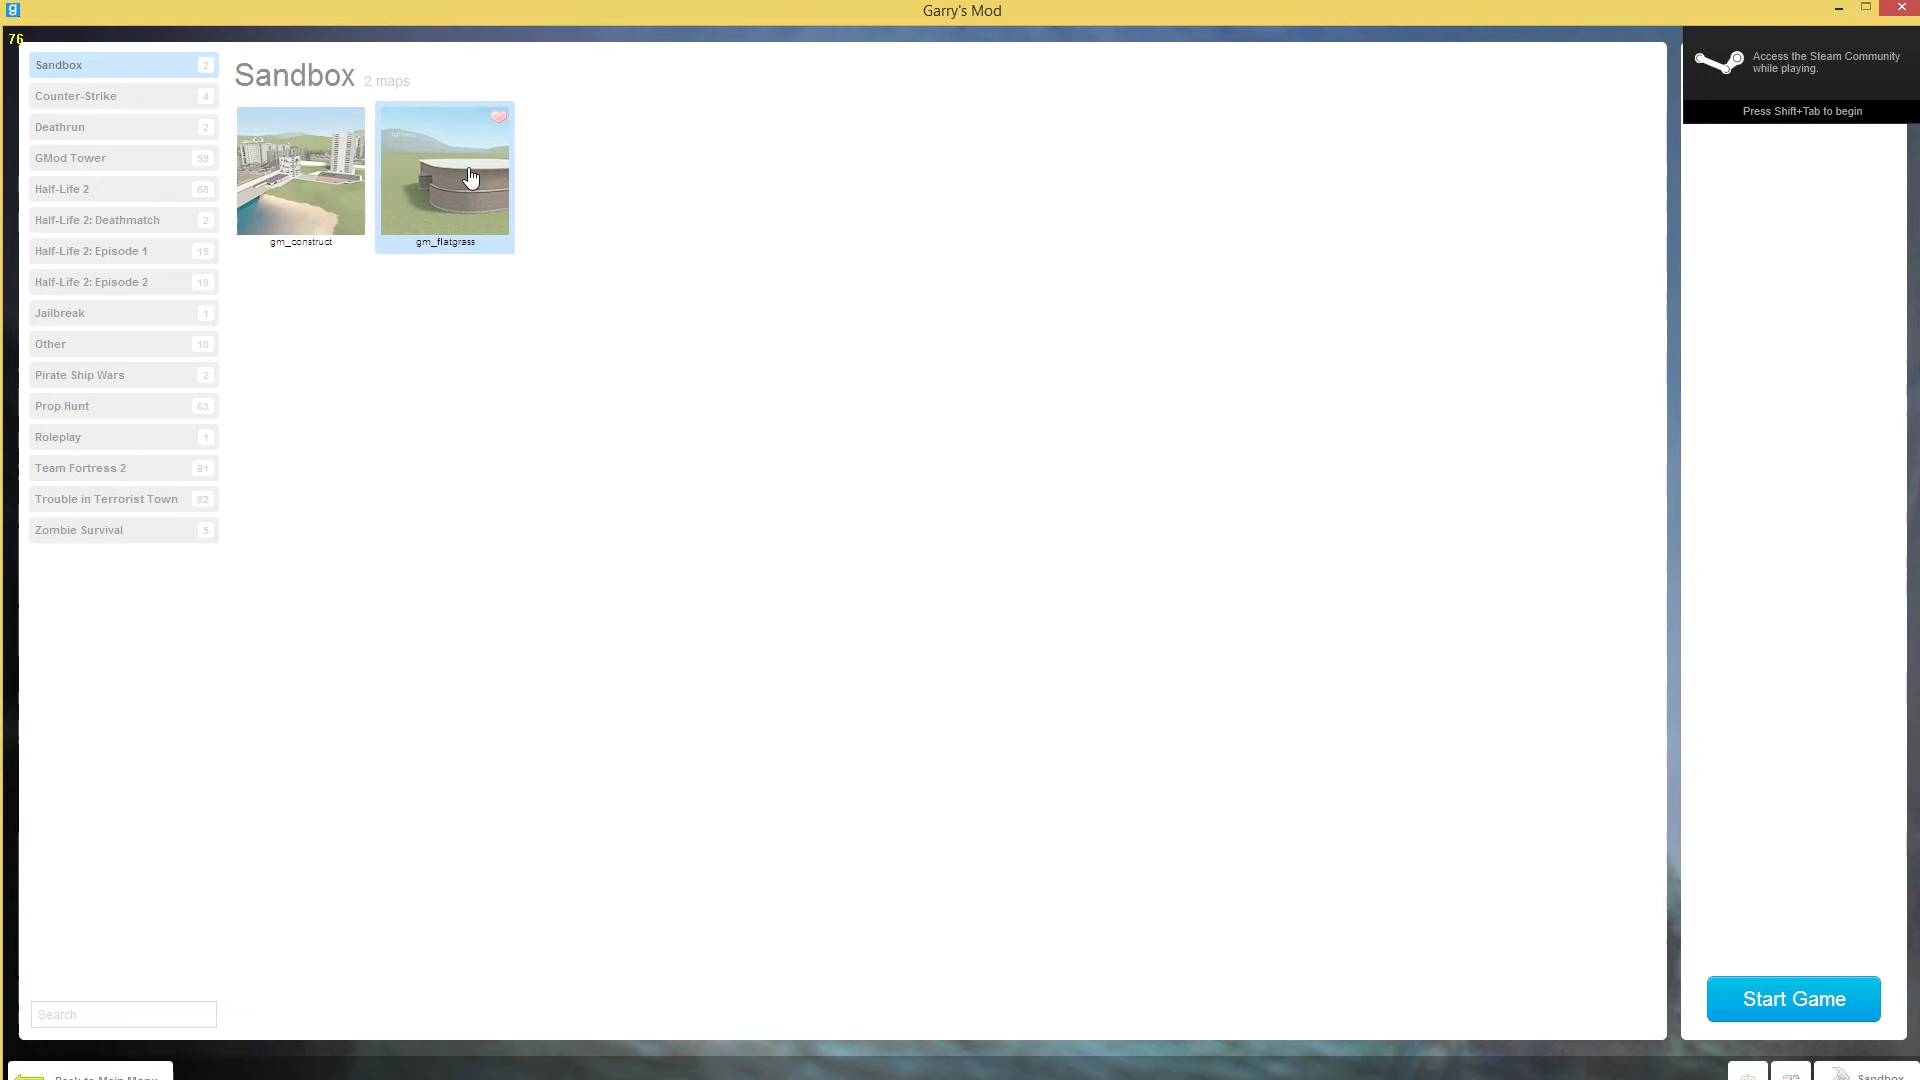 Garry's Mod
76
Sandbox 2
Counter-Strike 4
Deathrun 2
GMod Tower 59
Half-Life 2 68
Half-Life 2: Deathmatch 2
Half-Life 2: Episode 1 15
Half-Life 2: Episode 2 18
Jailbreak 1
Other 10
Pirate Ship Wars 2
Prop Hunt 63
Roleplay 1
Team Fortress 2 81
Trouble in Terrorist Town 82
Zombie Survival 5
Search
Sandbox 2 maps
gm_construct
gm_flatgrass
Access the Steam Community
while playing.
Press Shift+Tab to begin
Start Game
Back to Main Menu
Sandbox